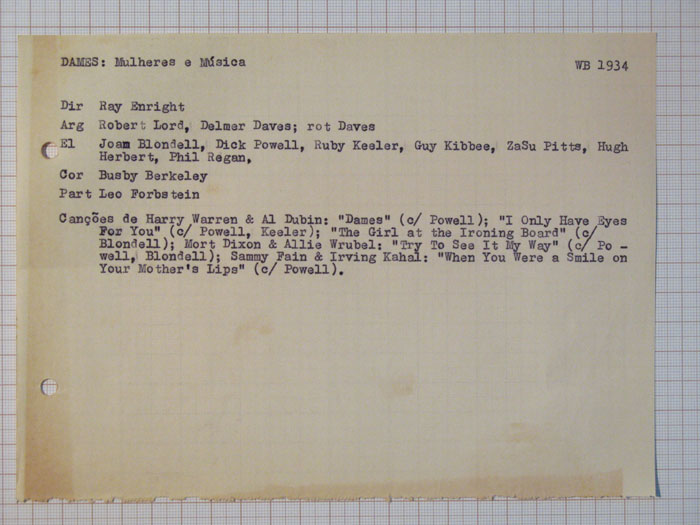 DAMES: Mulheres e Música WB 1934
Dir Ray Enright
Arg Robert Lord, Delmer Daves; rot Daves
El Joan Blondell, Dick Powell, Ruby Keeler, Guy Kibbee, ZaSu Pitts, Hugh
Herbert, Phil Regan,
Cor Busby Berkeley
Part Leo Forbstein
Canções de Harry Warren & Al Dubin: "Dames" (c/ Powell); "I Only Have Eyes
For You" (c/ Powell, Keeler); "The Girl at the Ironing Board" (c/
Blondell); Mort Dixon & Allie Wrubel: "Try To See It My Way" (c/ Po -
well, Blondell); Sammy Fain & Irving Kahal: "When You Were a Smile on
Your Mother's Lips" (c/ Powell).